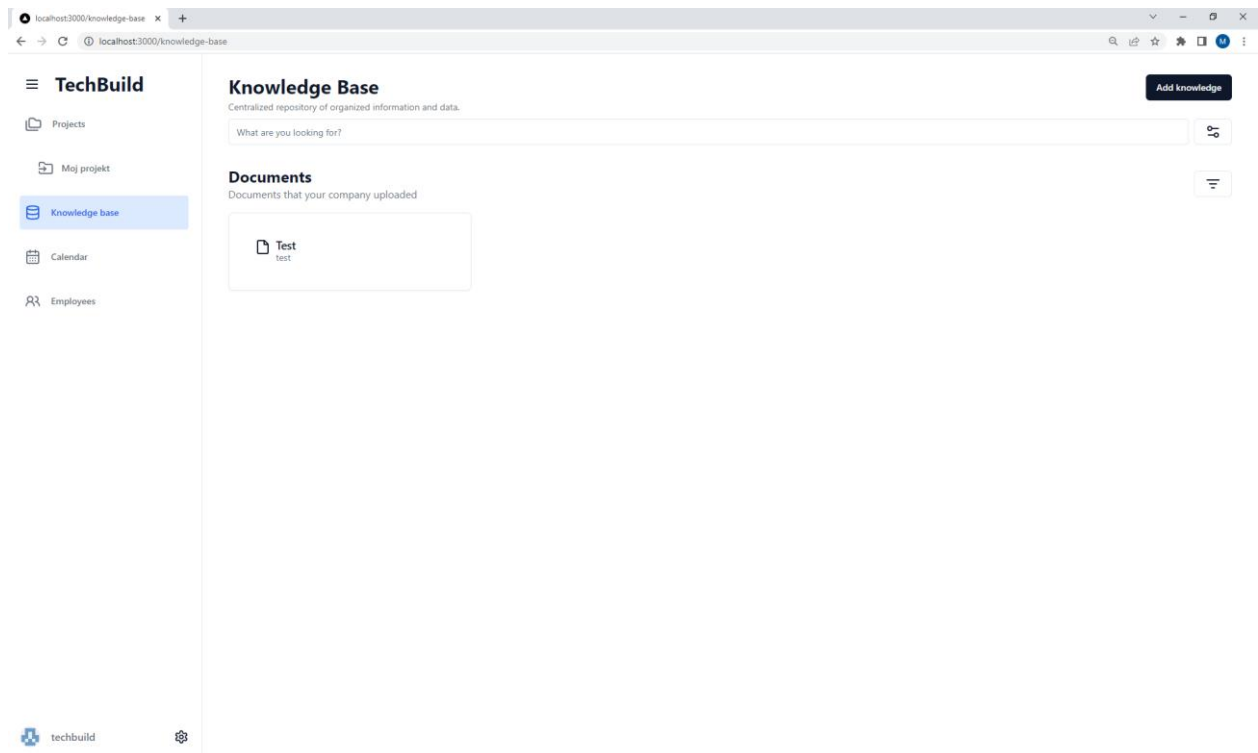 localhost:3000/knowledge-base
localhost:3000/knowledge-base
M
TechBuild
Projects
Moj projekt
Knowledge base
Calendar
Employees
techbuild
Knowledge Base
Centralized repository of organized information and data.
Add knowledge
What are you looking for?
Documents
Documents that your company uploaded
Test
test